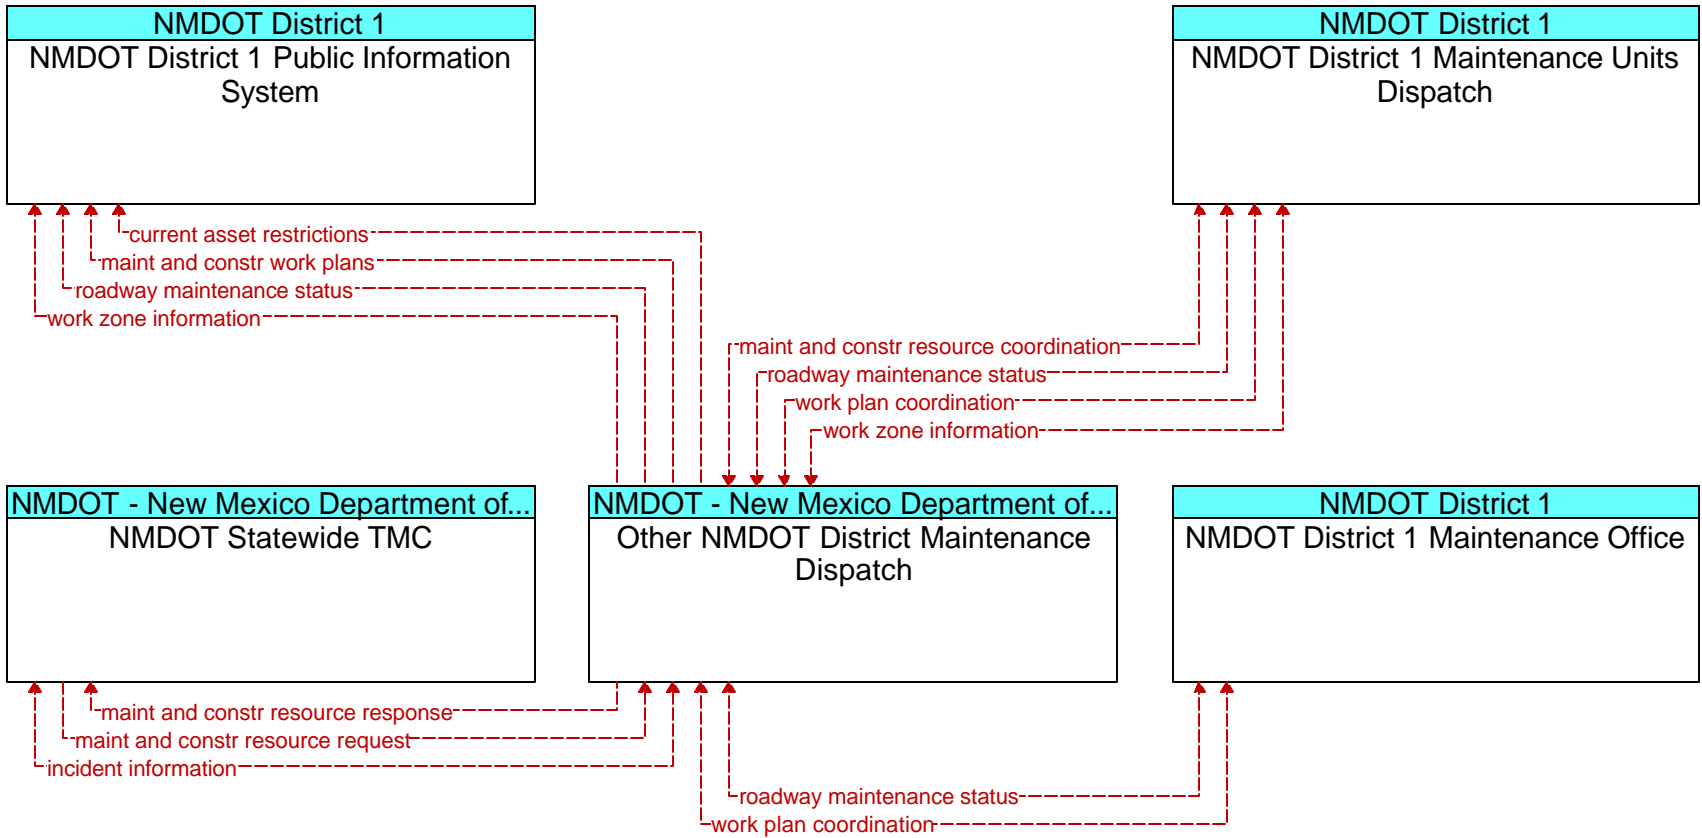 NMDOT District 1
NMDOT District 1 Public Information
System
NMDOT District 1
NMDOT District 1 Maintenance Units
Dispatch
current asset restrictions
maint and constr work plans
roadway maintenance status
work zone information
maint and constr resource coordination
roadway maintenance status
work plan coordination
work zone information
NMDOT - New Mexico Department of...
NMDOT Statewide TMC
NMDOT - New Mexico Department of...
Other NMDOT District Maintenance
Dispatch
NMDOT District 1
NMDOT District 1 Maintenance Office
maint and constr resource response
maint and constr resource request
incident information
roadway maintenance status
work plan coordination